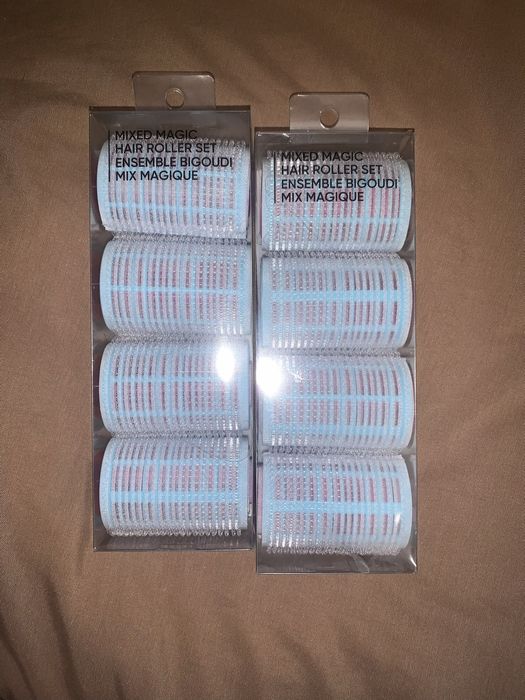 MIXED MAGIC
HAIR ROLLER SET
ENSEMBLE BIGOUDI
MIX MAGIQUE
MIXED MAGIC
HAIR ROLLER SET
ENSEMBLE BIGOUDI
MIX MAGIQUE